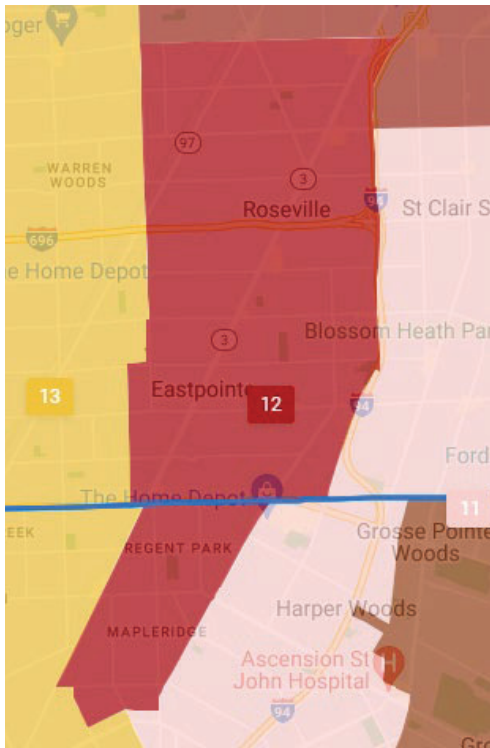 oger
97
WARREN
WOODS
3
Roseville
94
St Clair S
696
e Home Depot
3
Blossom Heath Par
Eastpointe
13
12
94
Ford
The Home Depot
11
EEK
REGENT PARK
Grosse Pointe
Woods
Harper Woods
MAPLERIDGE
Ascension St
John Hospital
H
94
Gro